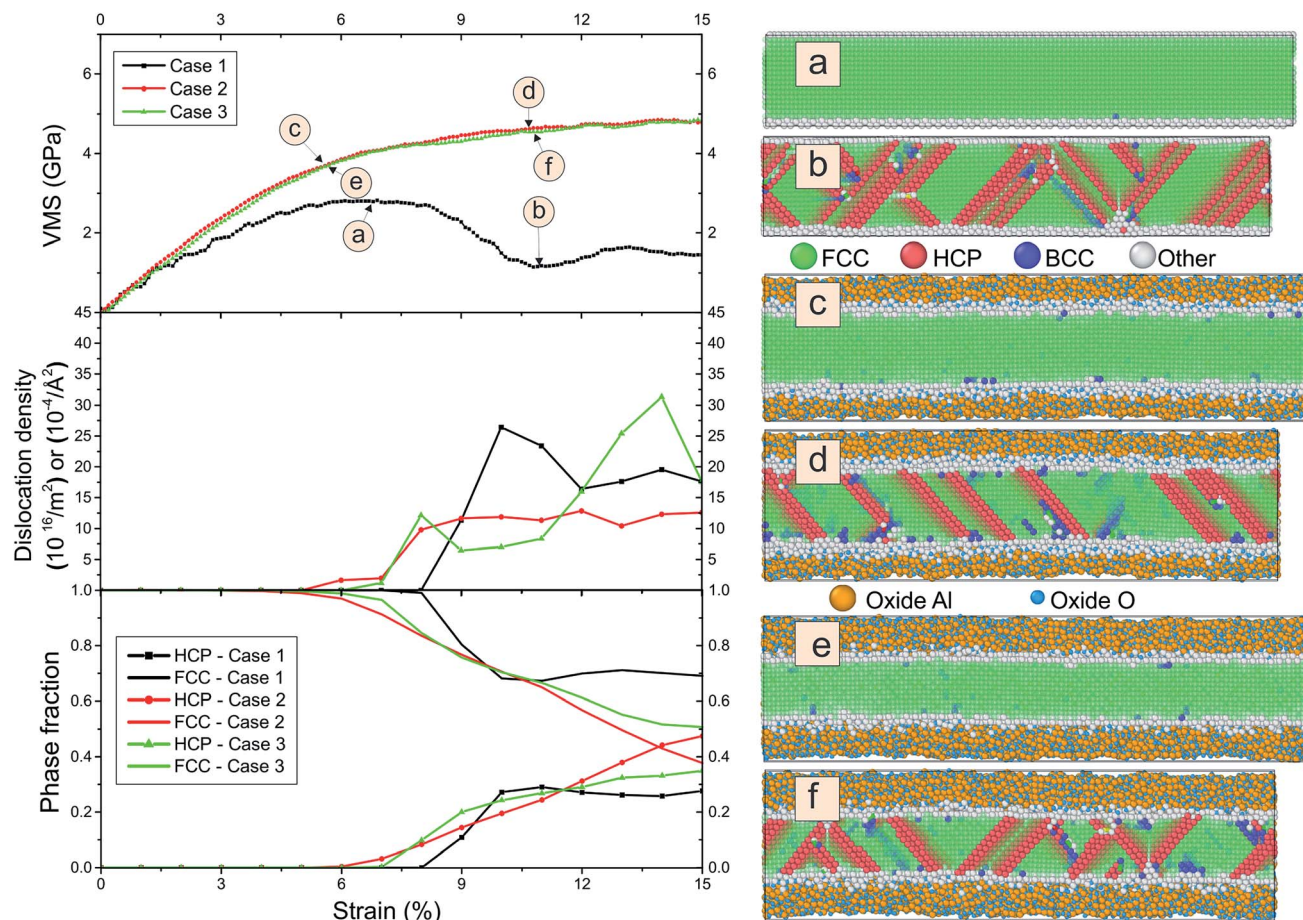 0 3 6 9 12 15
6 6
4 4
2 2
VMS (GPa)
Case 1
Case 2
Case 3
c
d
e
f
a
b
45 45
40 40
35 35
30 30
25 25
20 20
15 15
10 10
5 5
Dislocation density
(10 16/m²) or (10-4/Å²)
1.0 1.0
0.8 0.8
0.6 0.6
0.4 0.4
0.2 0.2
0.0 0.0
Phase fraction
HCP - Case 1
FCC - Case 1
HCP - Case 2
FCC - Case 2
HCP - Case 3
FCC - Case 3
0 3 6 9 12 15
Strain (%)
a
b
FCC HCP BCC Other
c
d
Oxide Al Oxide O
e
f